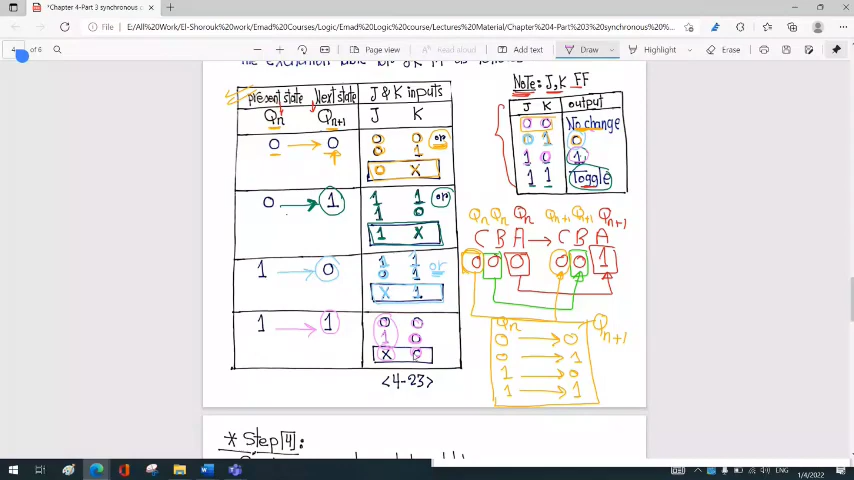 *Chapter 4-Part 3 synchronous c
File
E:/AllWork/El-Shorouk%20work/Emad%20Courses/Logic/Emad%20Logic%20course/Lectures%20Material/Chapter%20%204-Part%203%20synchronous%20%...
4 of 6
Page view
Read aloud
Add text
Draw
Highlight
Erase
Present state Next state J & K inputs
Qn Qn+1 J K
0 → 0
0 0 or
0 1
0 X
0 → 1
1 1 or
1 0
1 X
1 → 0
1 1 or
0 1
X 1
1 → 1
0 0
1 0
X 0
<4-23>
Note: J,K FF
J K output
0 0 No change
0 1 0
1 0 1
1 1 Toggle
Qn Qn Qn Qn+1 Qn+1 Qn+1
C B A → C B A
0 0 0 0 0 1
Qn Qn+1
0 → 0
0 → 1
1 → 0
1 → 1
* Step [4]:
ENG
1/4/2022